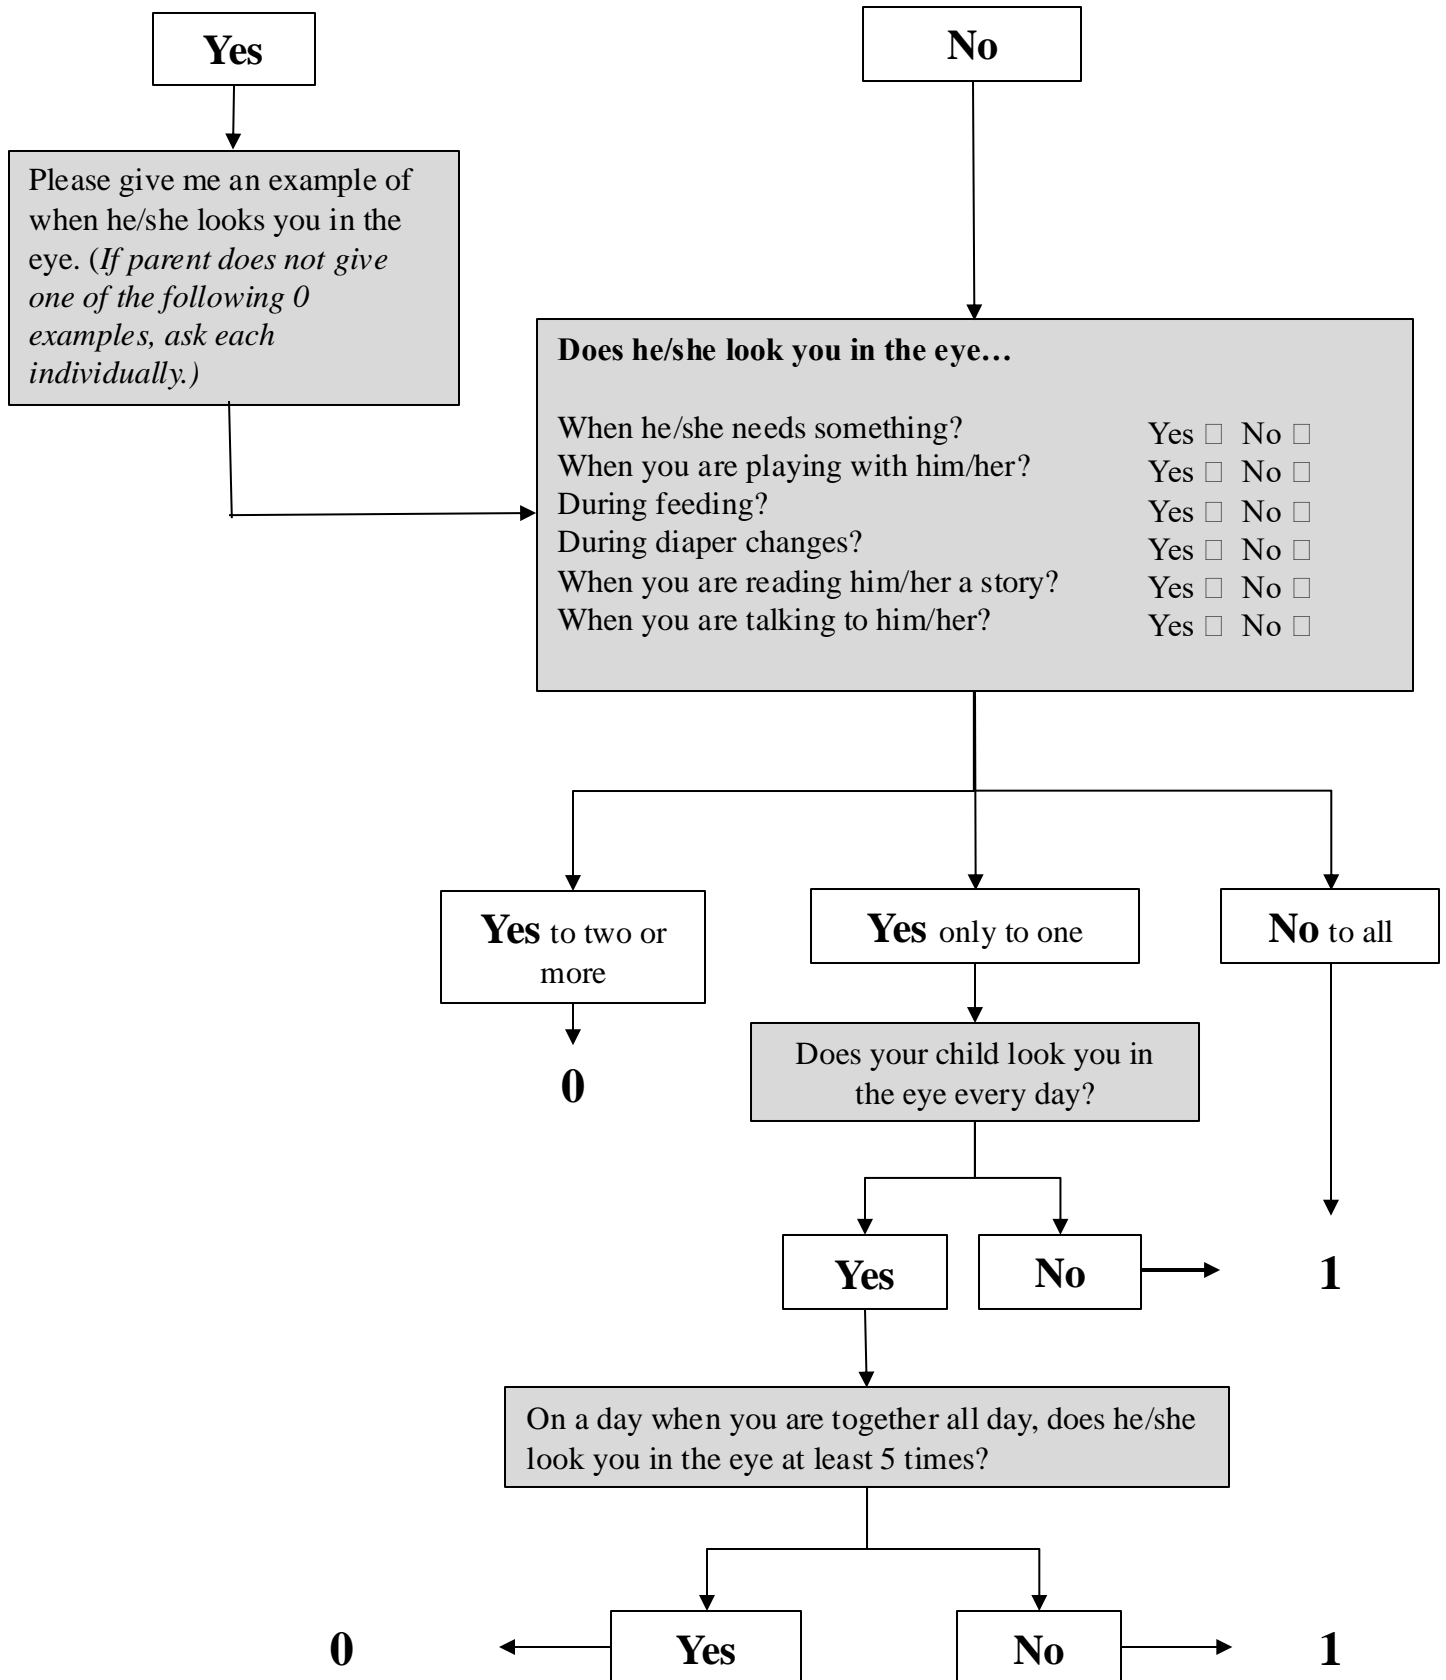 Yes
No
Please give me an example of
when he/she looks you in the
eye. (If parent does not give
one of the following 0
examples, ask each
individually.)
Does he/she look you in the eye…
When he/she needs something? Yes □ No □
When you are playing with him/her? Yes □ No □
During feeding? Yes □ No □
During diaper changes? Yes □ No □
When you are reading him/her a story? Yes □ No □
When you are talking to him/her? Yes □ No □
Yes to two or
more
Yes only to one
No to all
0
Does your child look you in
the eye every day?
Yes
No
1
On a day when you are together all day, does he/she
look you in the eye at least 5 times?
0
Yes
No
1